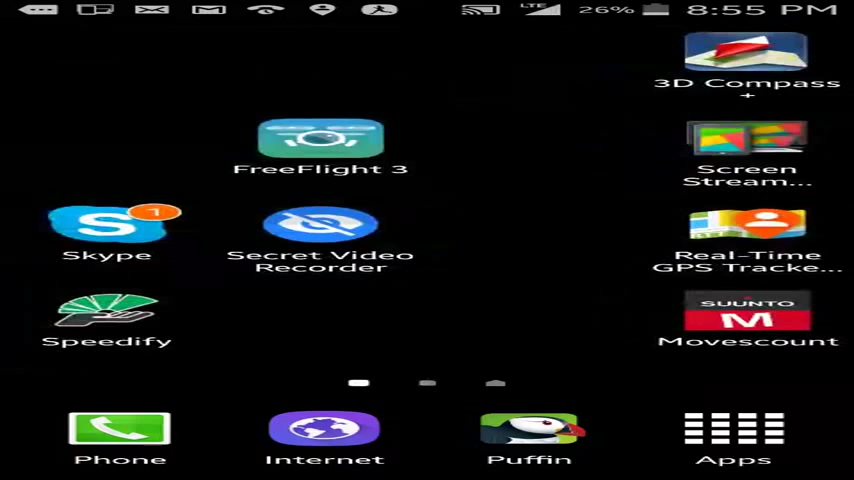 LTE 26% 8:55 PM
3D Compass
+
FreeFlight 3
Screen
Stream...
S 1
Skype
Secret Video
Recorder
Real-Time
GPS Tracke...
Speedify
SUUNTO
M
Movescount
Phone
Internet
Puffin
Apps